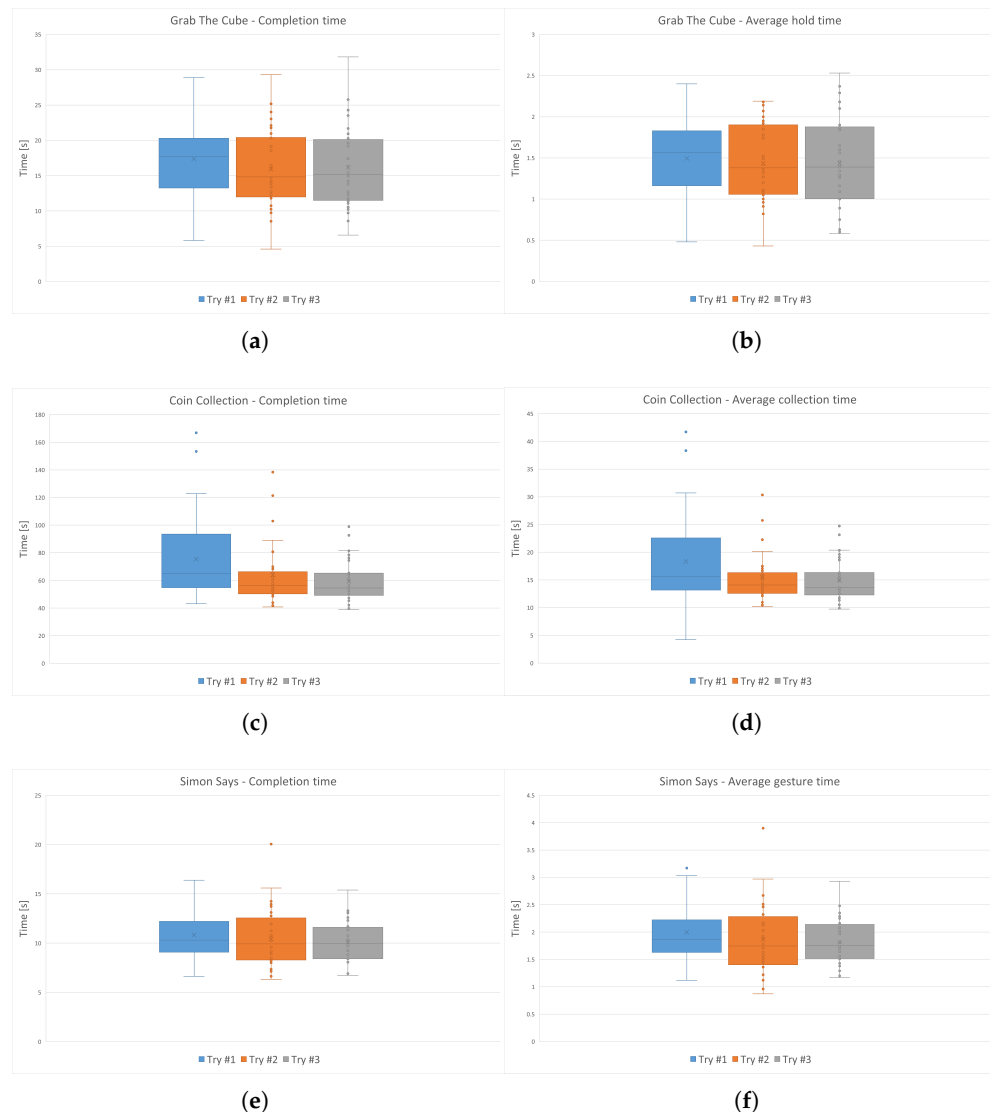 Grab The Cube - Completion time
35
30
25
20
15
10
5
0
Time [s]
Try #1 Try #2 Try #3
(a)
Grab The Cube - Average hold time
3
2.5
2
1.5
1
0.5
0
Time [s]
Try #1 Try #2 Try #3
(b)
Coin Collection - Completion time
180
160
140
120
100
80
60
40
20
0
Time [s]
Try #1 Try #2 Try #3
(c)
Coin Collection - Average collection time
45
40
35
30
25
20
15
10
5
0
Time [s]
Try #1 Try #2 Try #3
(d)
Simon Says - Completion time
25
20
15
10
5
0
Time [s]
Try #1 Try #2 Try #3
(e)
Simon Says - Average gesture time
4.5
4
3.5
3
2.5
2
1.5
1
0.5
0
Time [s]
Try #1 Try #2 Try #3
(f)